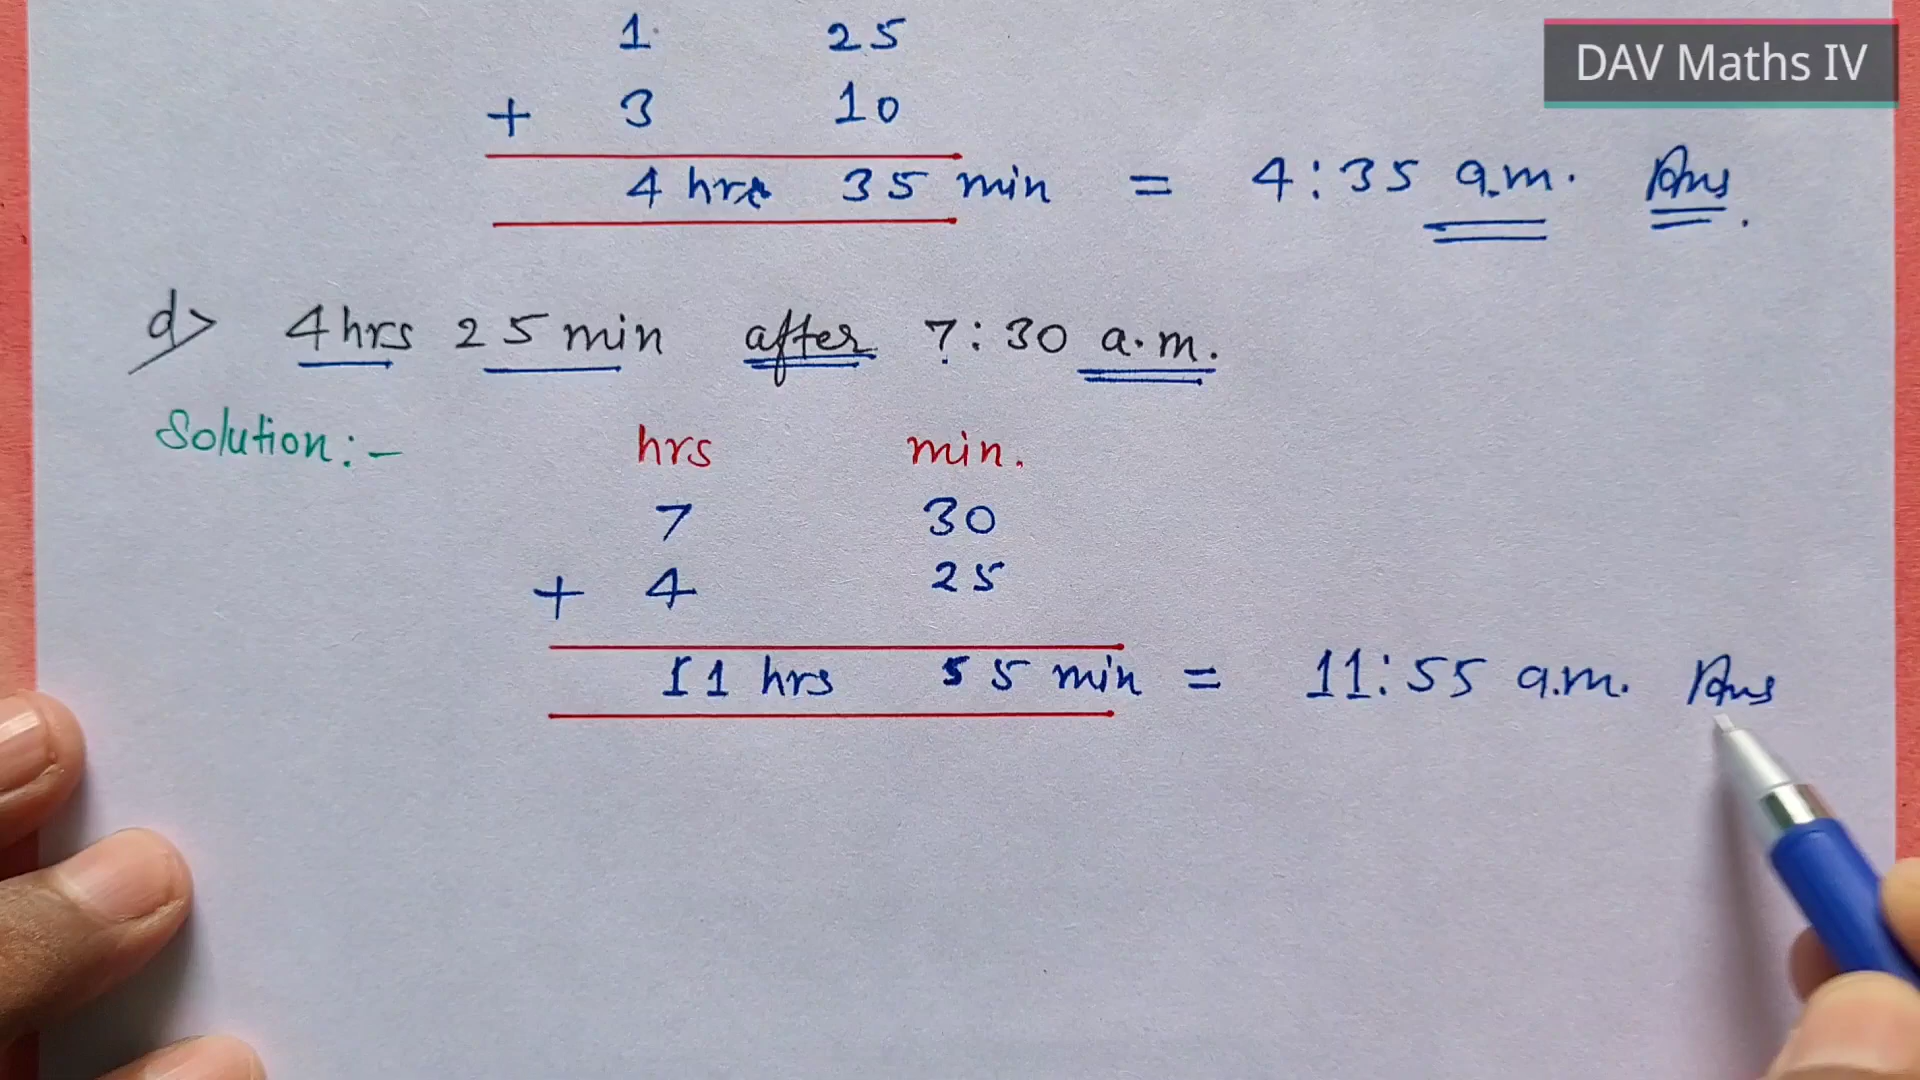 DAV Maths IV
1 25
+ 3 10
4 hrs 35 min = 4:35 a.m. Ans.
d> 4 hrs 25 min after 7:30 a.m.
Solution:-
hrs min.
7 30
+ 4 25
11 hrs 55 min = 11:55 a.m. Ans